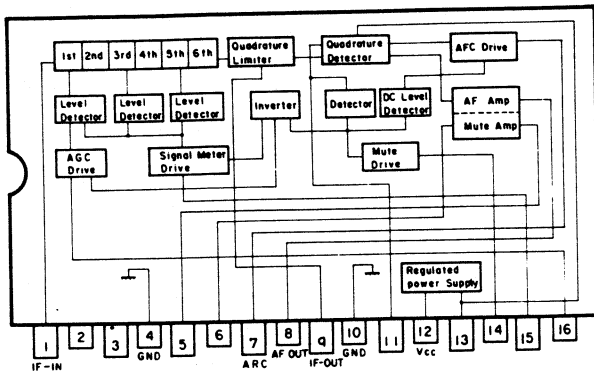 1st 2nd 3rd 4th 5th 6th
Quadrature Limiter
Quadrature Detector
AFC Drive
Level Detector
Level Detector
Level Detector
Inverter
Detector
DC Level Detector
AF Amp
Mute Amp
AGC Drive
Signal Meter Drive
Mute Drive
Regulated power Supply
1 2 3 4 5 6 7 8 9 10 11 12 13 14 15 16
IF-IN
GND
ARC
AF OUT
IF-OUT
GND
Vcc